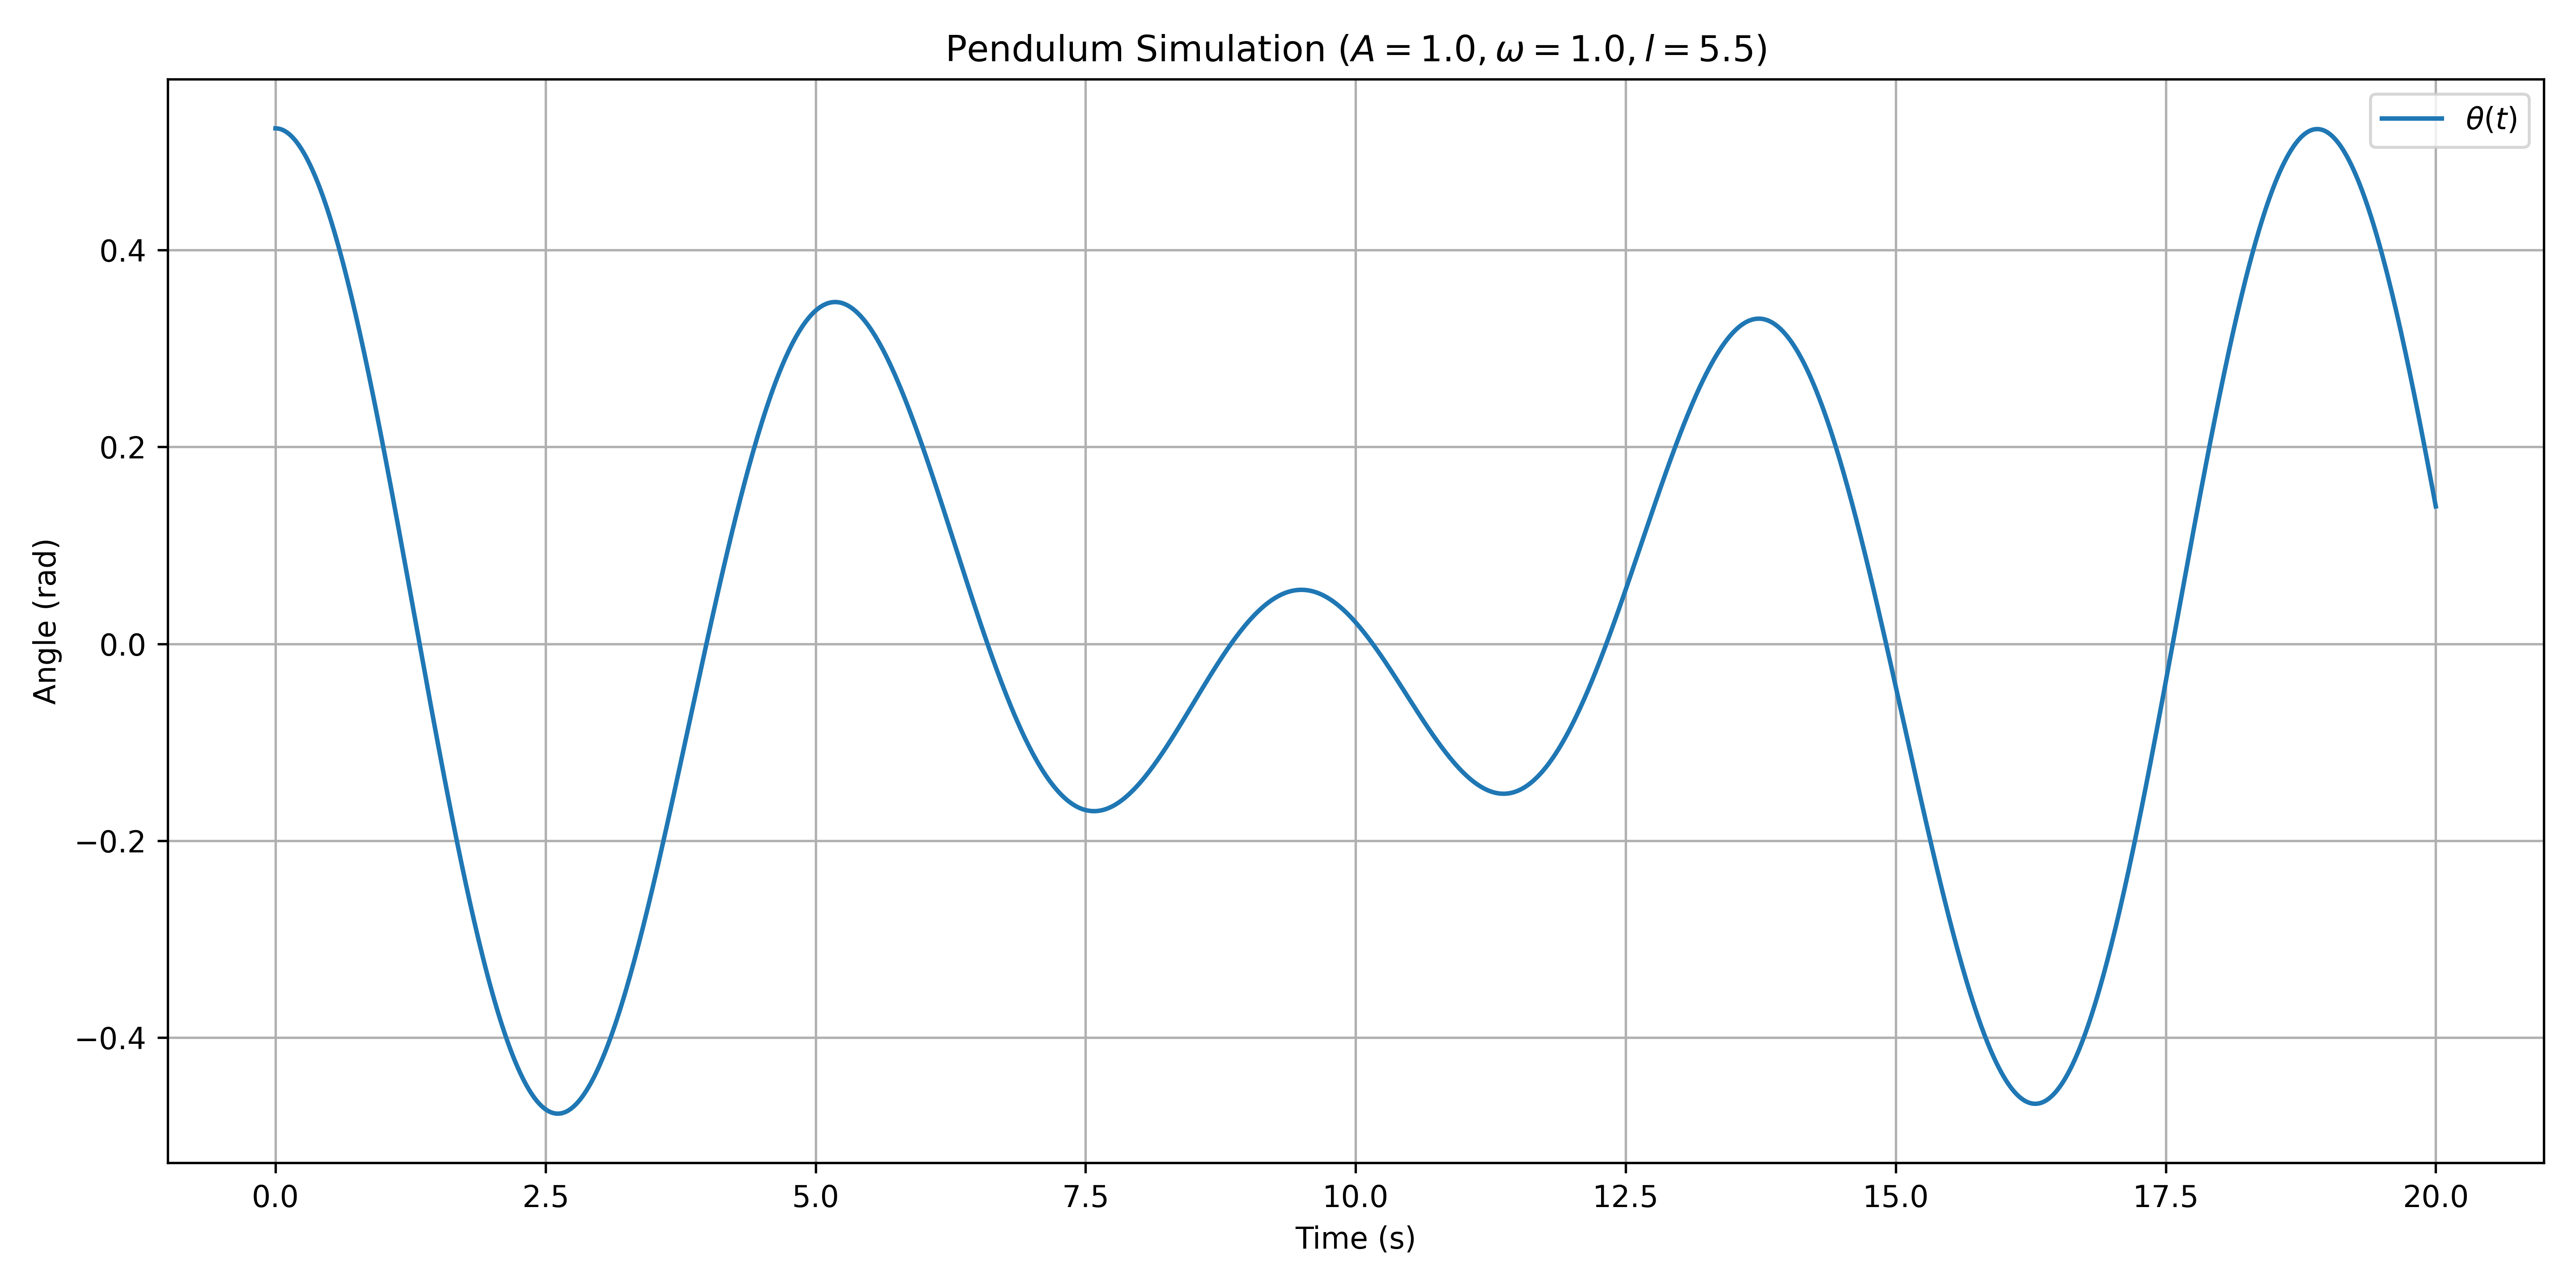 Pendulum Simulation (A = 1.0, ω = 1.0, l = 5.5)
θ(t)
Angle (rad)
0.4
0.2
0.0
−0.2
−0.4
0.0 2.5 5.0 7.5 10.0 12.5 15.0 17.5 20.0
Time (s)